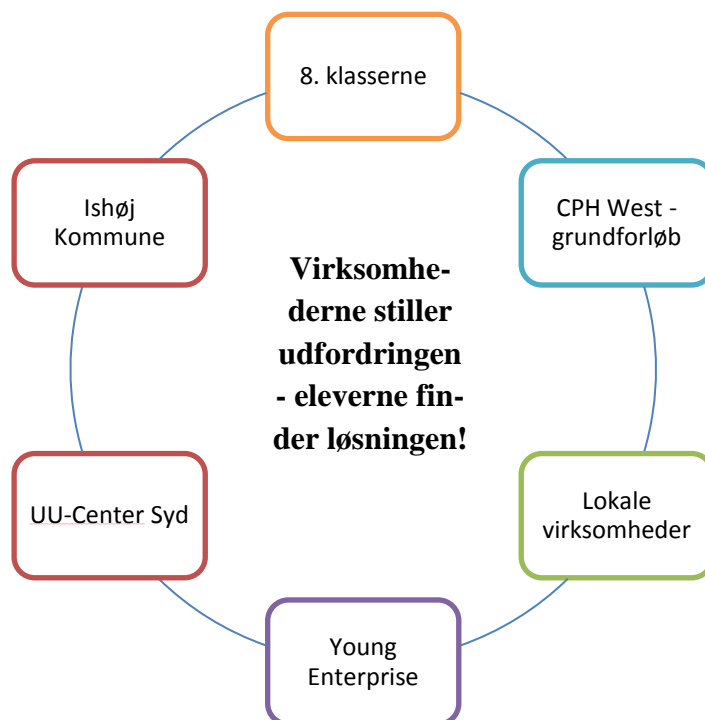 8. klasserne
Ishøj
Kommune
CPH West -
grundforløb
Virksomhe-
derne stiller
udfordringen
- eleverne fin-
der løsningen!
UU-Center Syd
Lokale
virksomheder
Young
Enterprise